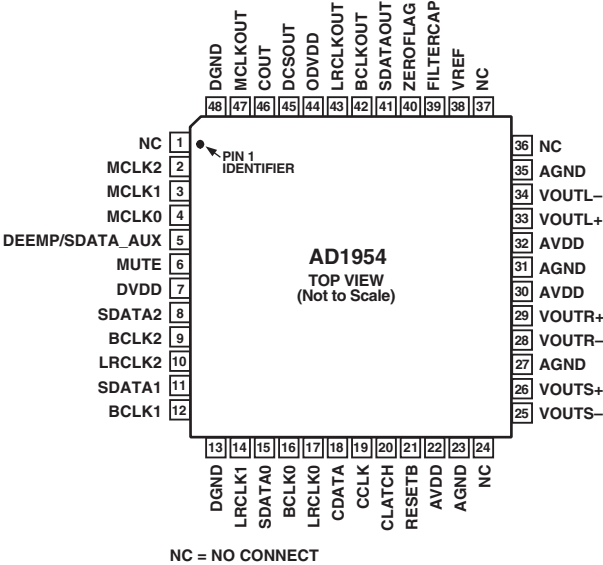 DGND
MCLKOUT
COUT
DCSOUT
ODVDD
LRCLKOUT
BCLKOUT
SDATAOUT
ZEROFLAG
FILTERCAP
VREF
NC
48 47 46 45 44 43 42 41 40 39 38 37
NC 1
MCLK2 2
MCLK1 3
MCLK0 4
DEEMP/SDATA_AUX 5
MUTE 6
DVDD 7
SDATA2 8
BCLK2 9
LRCLK2 10
SDATA1 11
BCLK1 12
PIN 1
IDENTIFIER
AD1954
TOP VIEW
(Not to Scale)
36 NC
35 AGND
34 VOUTL–
33 VOUTL+
32 AVDD
31 AGND
30 AVDD
29 VOUTR+
28 VOUTR–
27 AGND
26 VOUTS+
25 VOUTS–
13 14 15 16 17 18 19 20 21 22 23 24
DGND
LRCLK1
SDATA0
BCLK0
LRCLK0
CDATA
CCLK
CLATCH
RESETB
AVDD
AGND
NC
NC = NO CONNECT